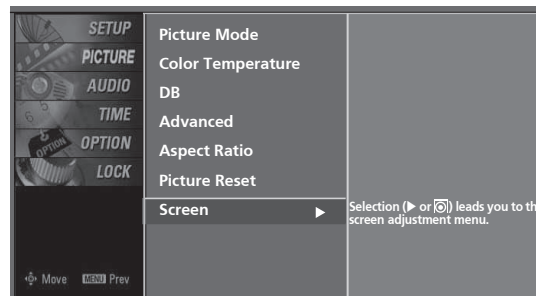 SETUP
PICTURE
AUDIO
TIME
OPTION
LOCK
Move MENU Prev
Picture Mode
Color Temperature
DB
Advanced
Aspect Ratio
Picture Reset
Screen ▶
Selection (▶ or ◉) leads you to th
screen adjustment menu.